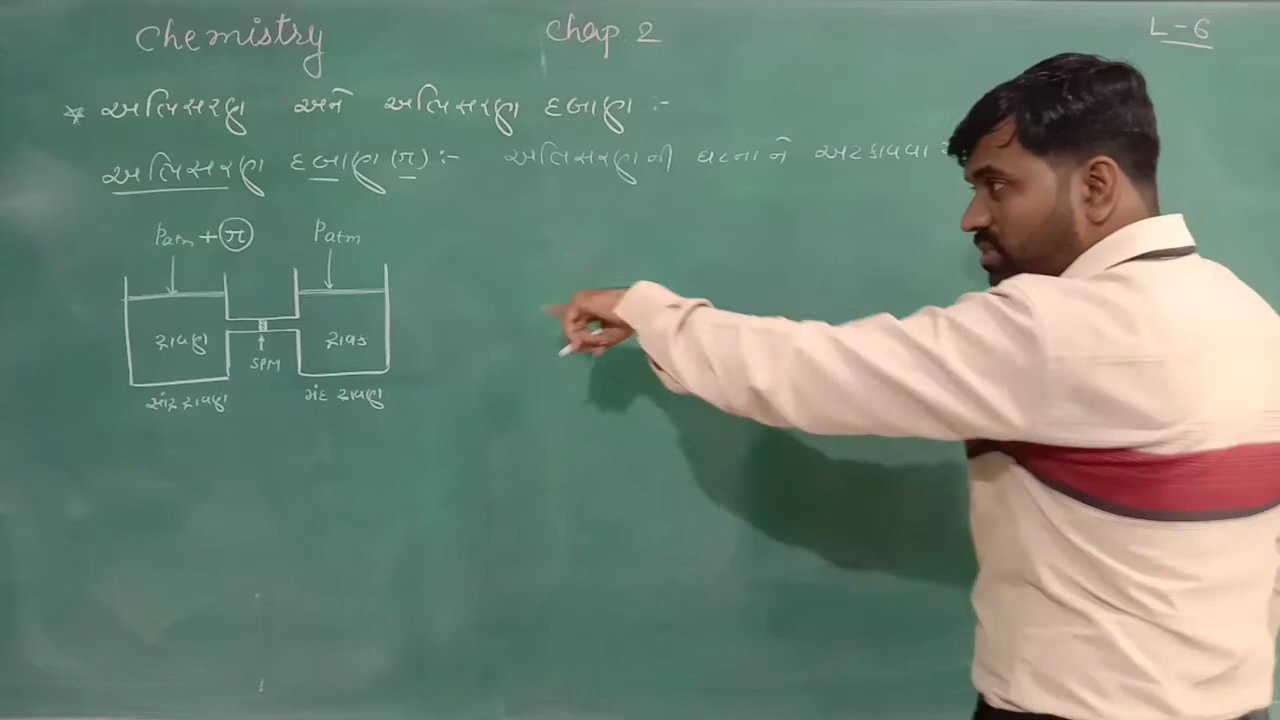 Chemistry Chap. 2 L-6
* અભિસરણ અને અભિસરણ દબાણ :-
અભિસરણ દબાણ (π) :- અભિસરણની ઘટનાને અટકાવવા
Patm + π Patm
દ્રાવણ દ્રાવક
SPM
સાંદ્ર દ્રાવણ મંદ દ્રાવણ